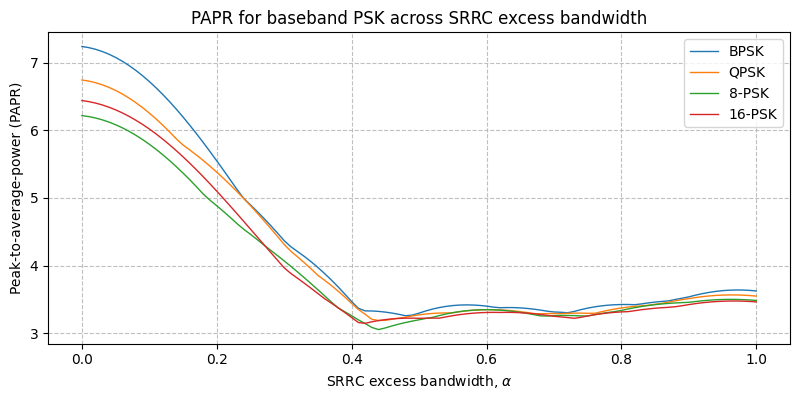 PAPR for baseband PSK across SRRC excess bandwidth
Peak-to-average-power (PAPR)
7
6
5
4
3
BPSK
QPSK
8-PSK
16-PSK
0.0
0.2
0.4
0.6
0.8
1.0
SRRC excess bandwidth, α